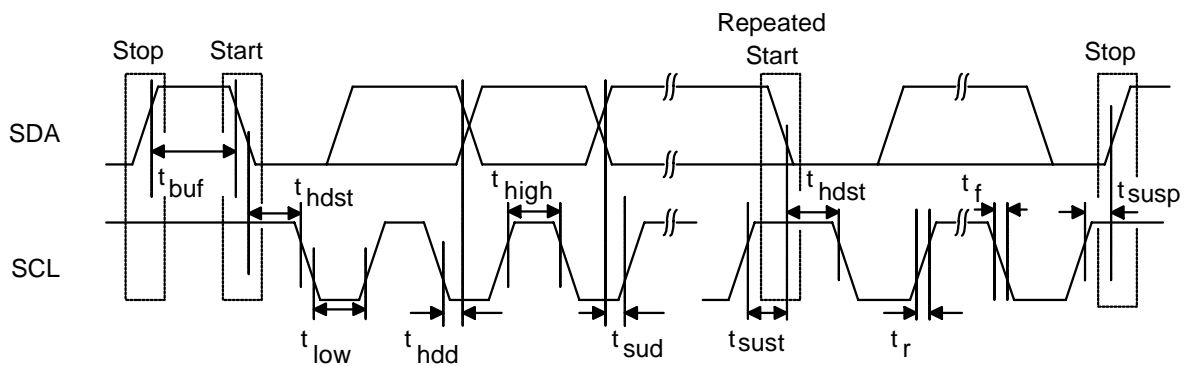 Repeated
Stop Start Start Stop
SDA
t buf t hdst t high t hdst t f t susp
SCL
t low t hdd t sud t sust t r